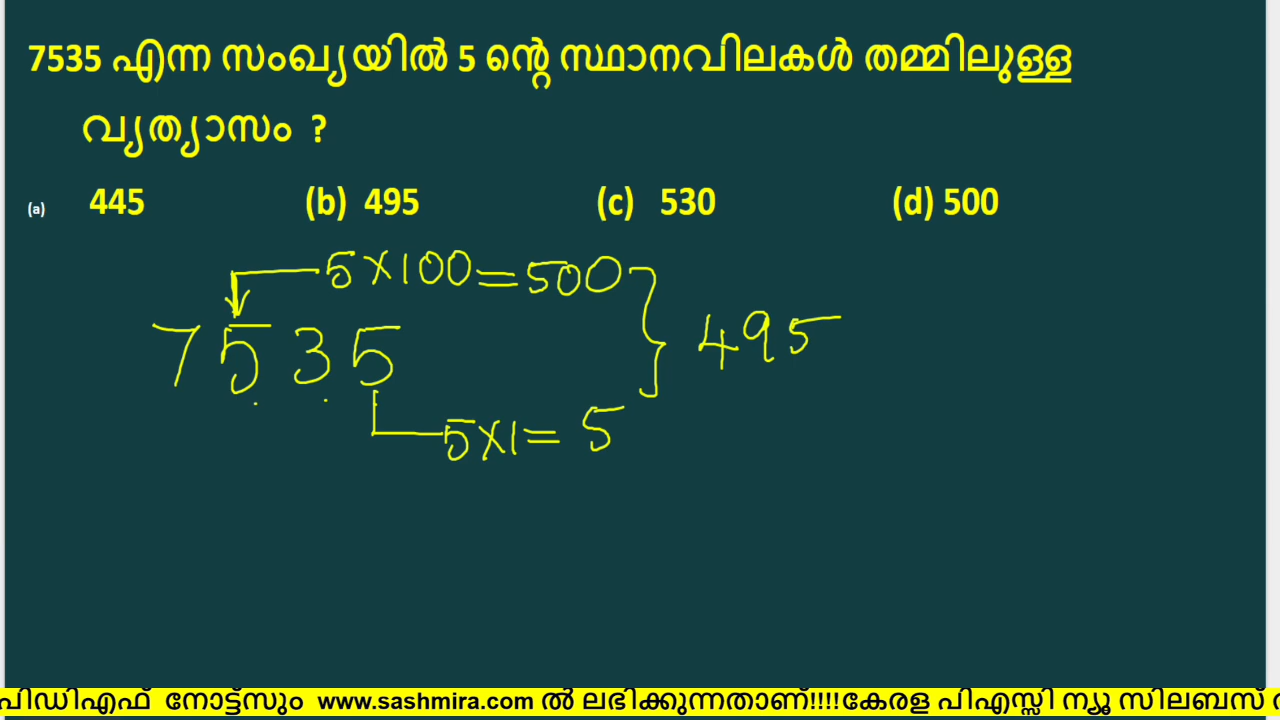 7535 എന്ന സംഖ്യയിൽ 5 ന്റെ സ്ഥാനവിലകൾ തമ്മിലുള്ള
വ്യത്യാസം ?
(a) 445 (b) 495 (c) 530 (d) 500
5×100=500
7535
495
5×1= 5
പിഡിഎഫ് നോട്ട്സും www.sashmira.com ൽ ലഭിക്കുന്നതാണ്!!!!കേരള പിഎസ്സി ന്യൂ സിലബസ്